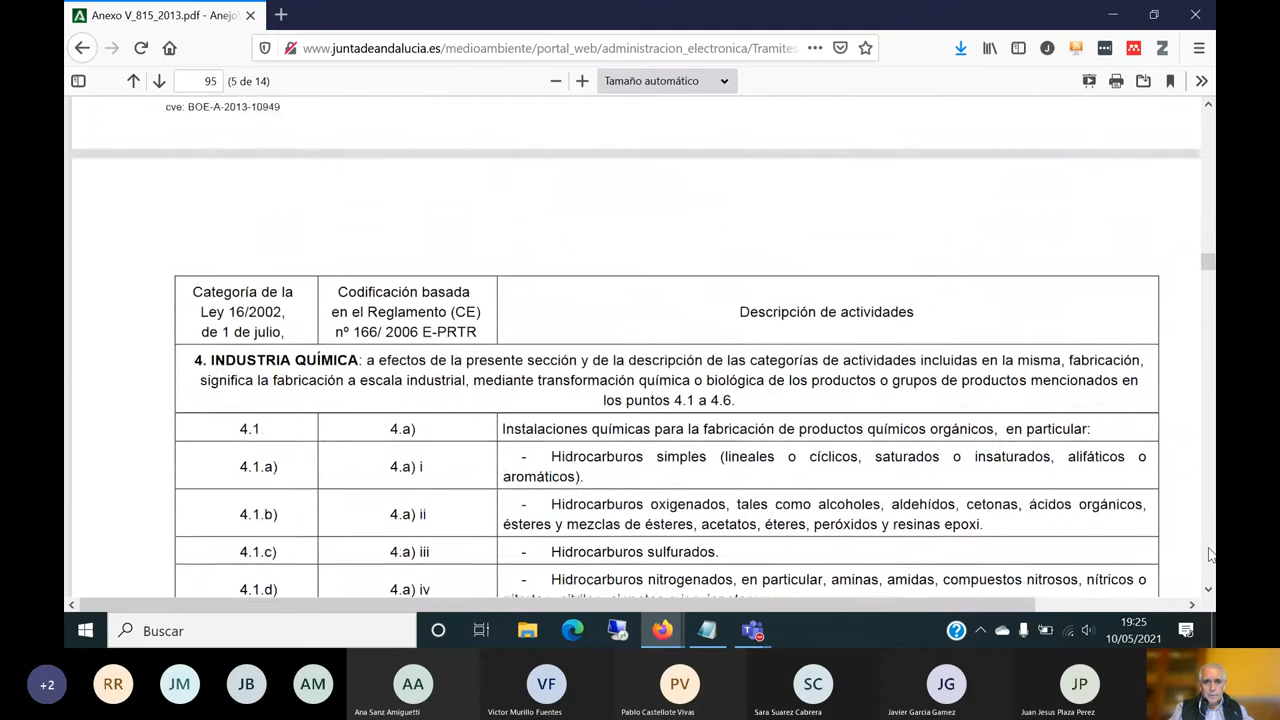 Anexo V_815_2013.pdf - Anejo
www.juntadeandalucia.es/medioambiente/portal_web/administracion_electronica/Tramites
95 (5 de 14)
Tamaño automático
cve: BOE-A-2013-10949
Categoría de la
Ley 16/2002,
de 1 de julio,
Codificación basada
en el Reglamento (CE)
nº 166/ 2006 E-PRTR
Descripción de actividades
4. INDUSTRIA QUÍMICA: a efectos de la presente sección y de la descripción de las categorías de actividades incluidas en la misma, fabricación,
significa la fabricación a escala industrial, mediante transformación química o biológica de los productos o grupos de productos mencionados en
los puntos 4.1 a 4.6.
4.1
4.a)
Instalaciones químicas para la fabricación de productos químicos orgánicos, en particular:
4.1.a)
4.a) i
- Hidrocarburos simples (lineales o cíclicos, saturados o insaturados, alifáticos o
aromáticos).
4.1.b)
4.a) ii
- Hidrocarburos oxigenados, tales como alcoholes, aldehídos, cetonas, ácidos orgánicos,
ésteres y mezclas de ésteres, acetatos, éteres, peróxidos y resinas epoxi.
4.1.c)
4.a) iii
- Hidrocarburos sulfurados.
4.1.d)
4.a) iv
- Hidrocarburos nitrogenados, en particular, aminas, amidas, compuestos nitrosos, nítricos o
Buscar
19:25
10/05/2021
+2
RR
JM
JB
AM
AA
Ana Sanz Amiguetti
VF
Victor Murillo Fuentes
PV
Pablo Castellote Vivas
SC
Sara Suarez Cabrera
JG
Javier Garcia Gamez
JP
Juan Jesus Plaza Perez